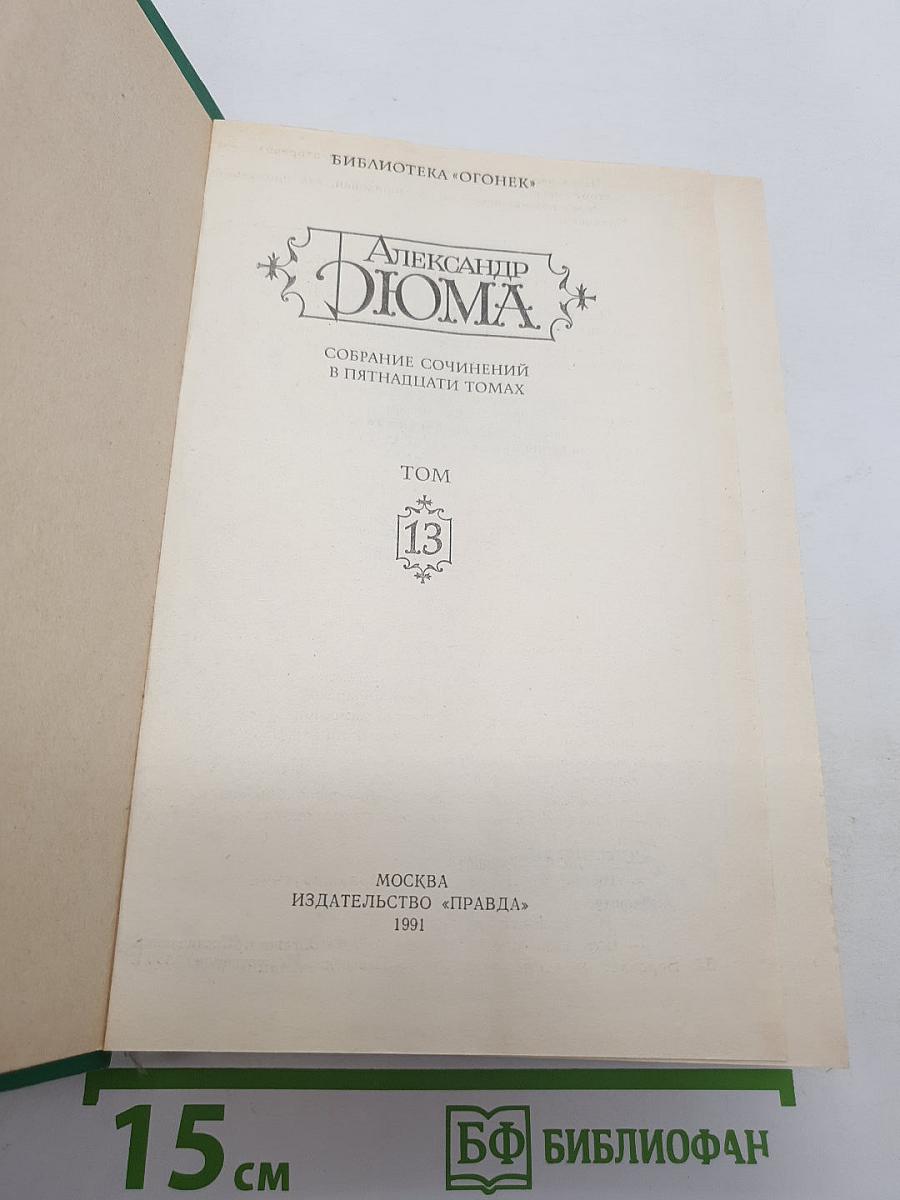 БИБЛИОТЕКА «ОГОНЕК»
АЛЕКСАНДР
ДЮМА
СОБРАНИЕ СОЧИНЕНИЙ
В ПЯТНАДЦАТИ ТОМАХ
ТОМ
13
МОСКВА
ИЗДАТЕЛЬСТВО «ПРАВДА»
1991
15 см
БФ БИБЛИОФАН